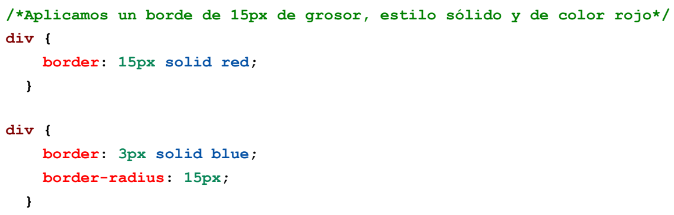 /*Aplicamos un borde de 15px de grosor, estilo sólido y de color rojo*/
div {
    border: 15px solid red;
  }

div {
    border: 3px solid blue;
    border-radius: 15px;
  }